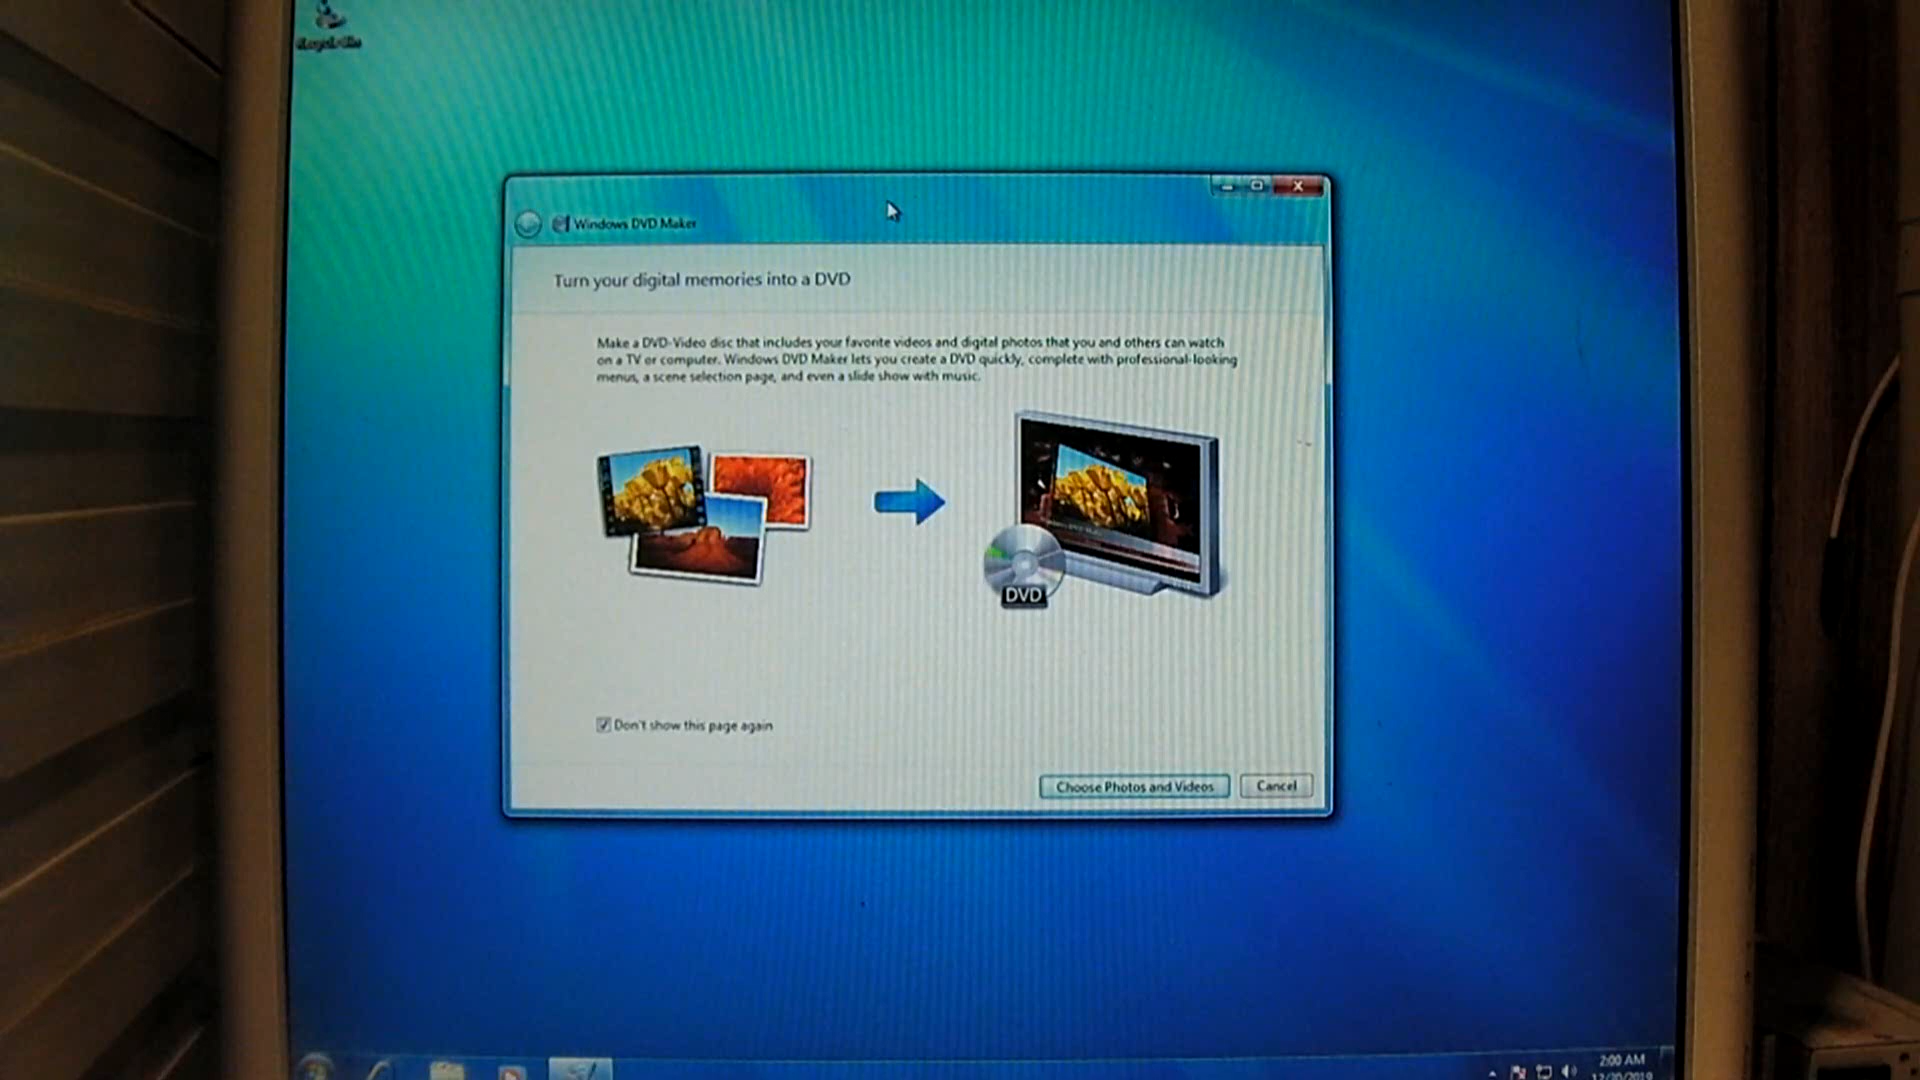 Windows DVD Maker
Turn your digital memories into a DVD
Make a DVD-Video disc that includes your favorite videos and digital photos that you and others can watch
on a TV or computer. Windows DVD Maker lets you create a DVD quickly, complete with professional-looking
menus, a scene selection page, and even a slide show with music.
DVD
Don't show this page again
Choose Photos and Videos
Cancel
2:00 AM